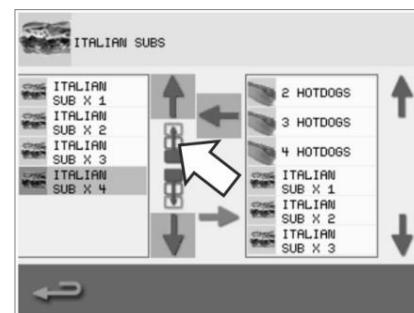 ITALIAN SUBS
ITALIAN
SUB X 1
ITALIAN
SUB X 2
ITALIAN
SUB X 3
ITALIAN
SUB X 4
2 HOTDOGS
3 HOTDOGS
4 HOTDOGS
ITALIAN
SUB X 1
ITALIAN
SUB X 2
ITALIAN
SUB X 3